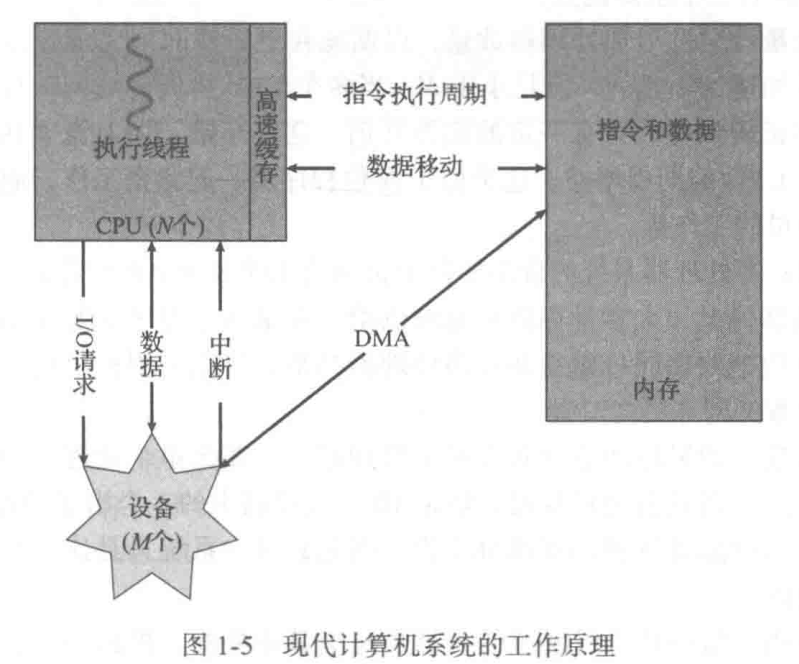 执行线程
高速缓存
CPU (N个)
指令执行周期
数据移动
指令和数据
内存
I/O请求
数据
中断
DMA
设备
(M个)
图 1-5 现代计算机系统的工作原理